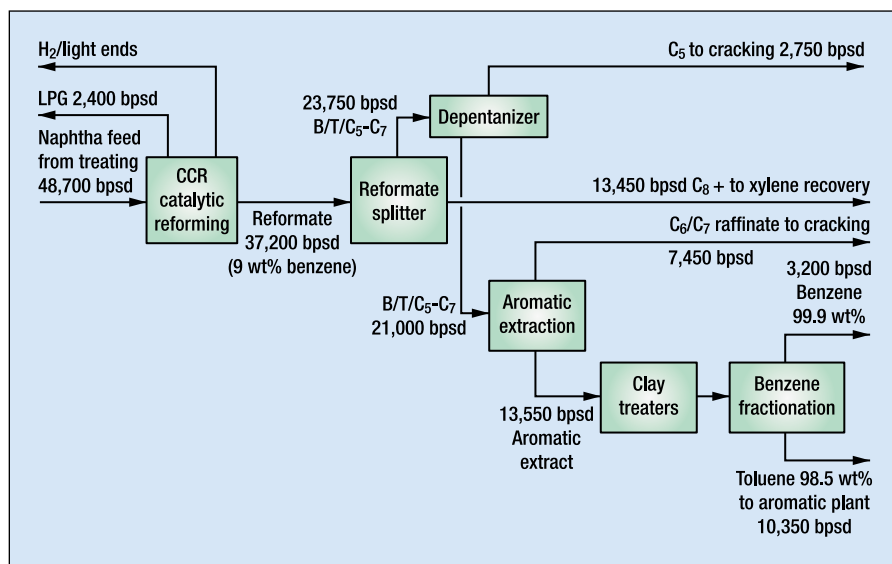 H₂/light ends
LPG 2,400 bpsd
Naphtha feed
from treating
48,700 bpsd
CCR
catalytic
reforming
Reformate
37,200 bpsd
(9 wt% benzene)
Reformate
splitter
23,750 bpsd
B/T/C₅-C₇
Depentanizer
C₅ to cracking 2,750 bpsd
13,450 bpsd C₈ + to xylene recovery
C₆/C₇ raffinate to cracking
7,450 bpsd
B/T/C₅-C₇
21,000 bpsd
Aromatic
extraction
3,200 bpsd
Benzene
99.9 wt%
13,550 bpsd
Aromatic
extract
Clay
treaters
Benzene
fractionation
Toluene 98.5 wt%
to aromatic plant
10,350 bpsd